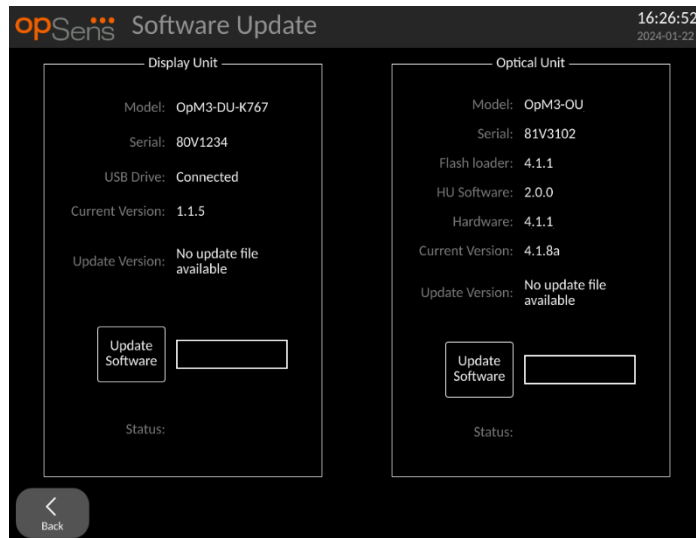 opSens Software Update
16:26:52
2024-01-22
Display Unit
Model: OpM3-DU-K767
Serial: 80V1234
USB Drive: Connected
Current Version: 1.1.5
Update Version: No update file
available
Update
Software
Status:
Optical Unit
Model: OpM3-OU
Serial: 81V3102
Flash loader: 4.1.1
HU Software: 2.0.0
Hardware: 4.1.1
Current Version: 4.1.8a
Update Version: No update file
available
Update
Software
Status:
Back